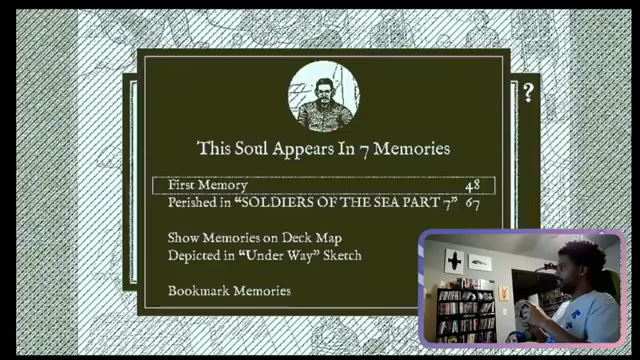 ?
This Soul Appears In 7 Memories
First Memory 48
Perished in “SOLDIERS OF THE SEA PART 7” 67
Show Memories on Deck Map
Depicted in “Under Way” Sketch
Bookmark Memories